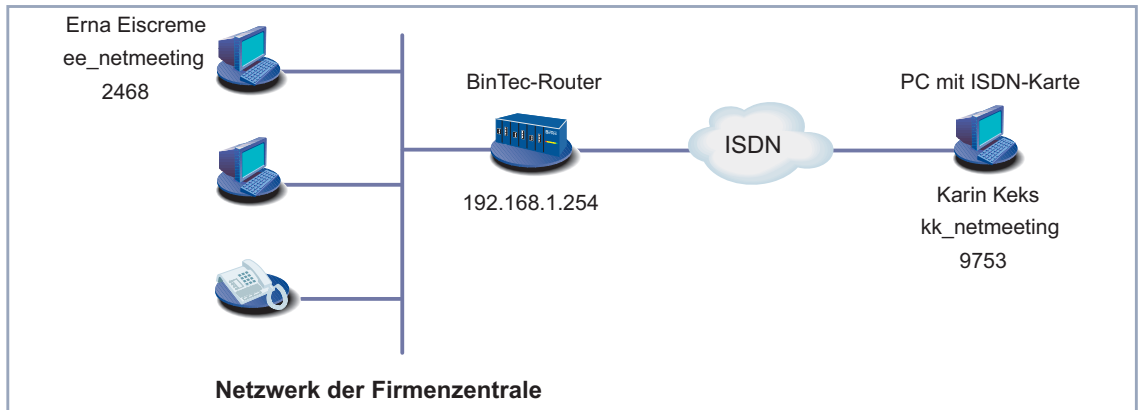 Erna Eiscreme
ee_netmeeting
2468
BinTec-Router
192.168.1.254
ISDN
PC mit ISDN-Karte
Karin Keks
kk_netmeeting
9753
Netzwerk der Firmenzentrale